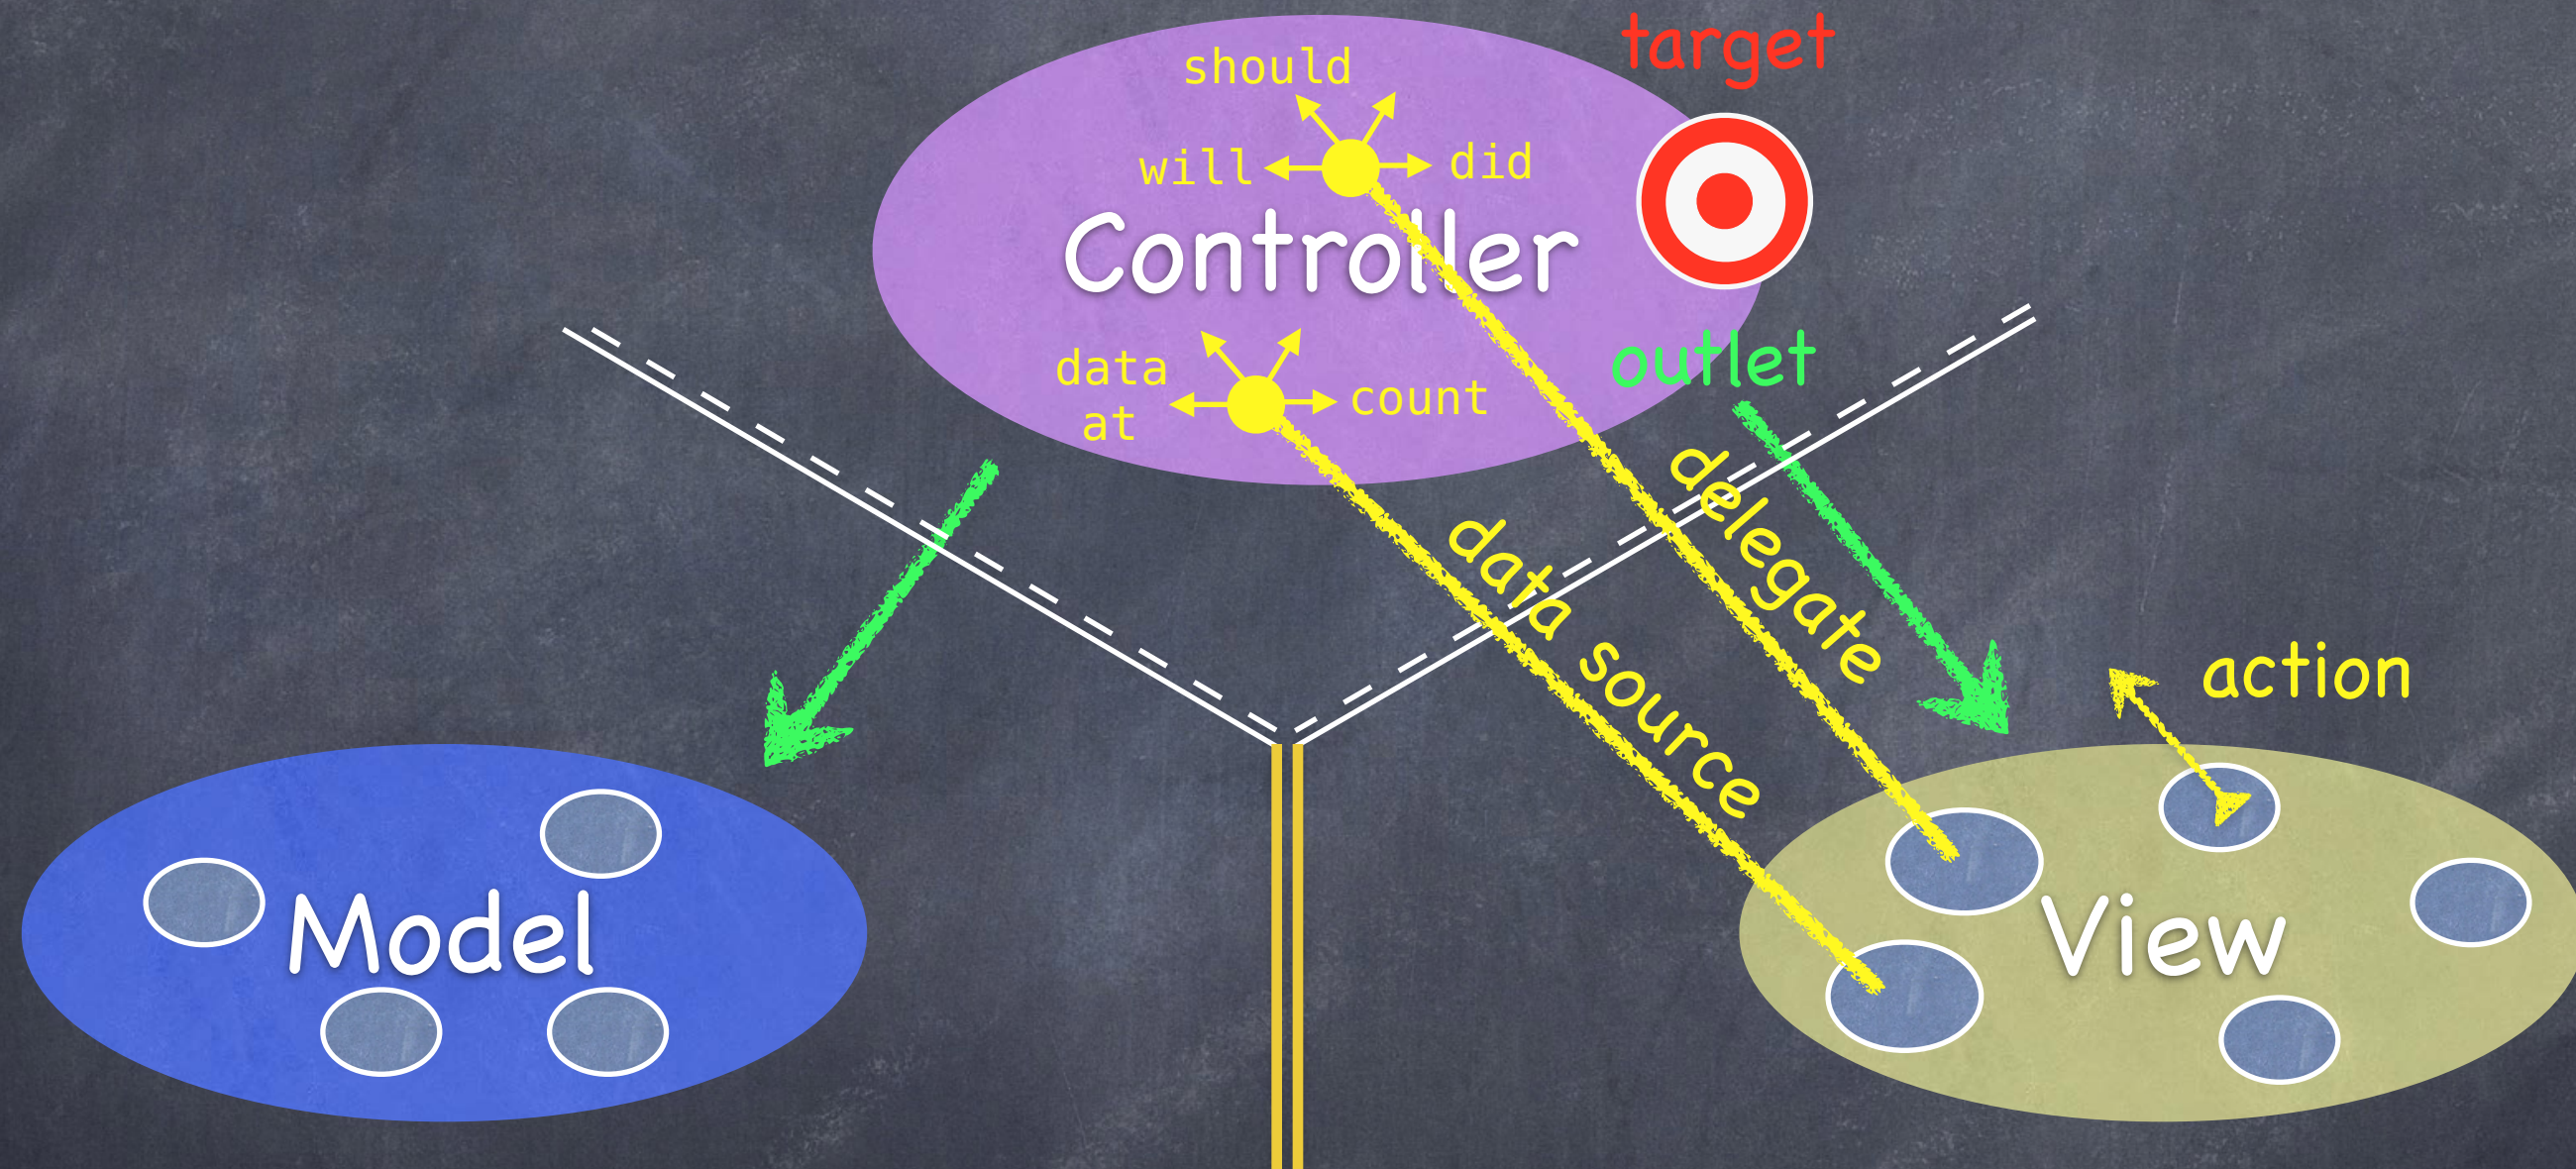 target
should
will
did
Controller
data
at
count
outlet
delegate
data source
action
Model
View